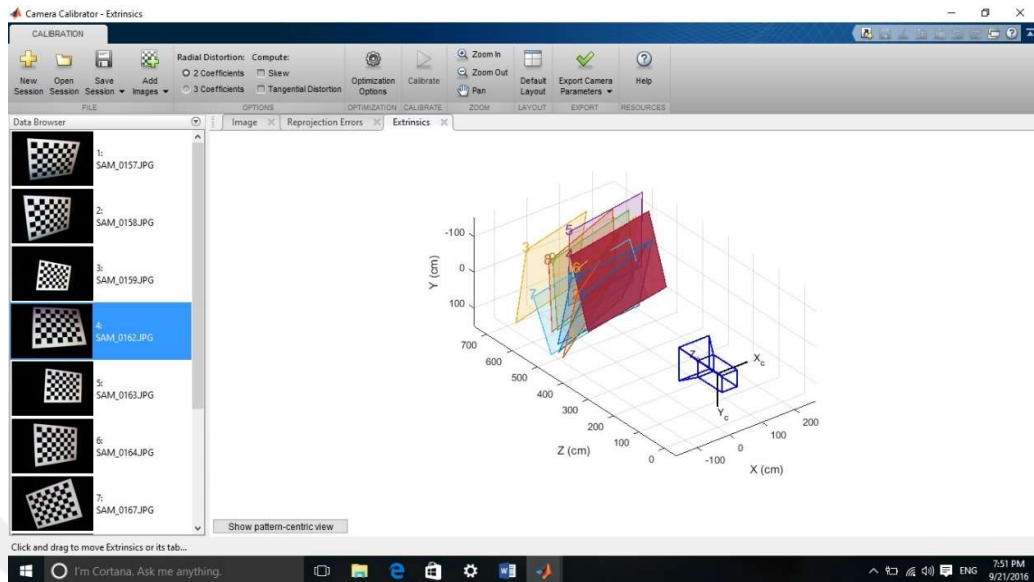 Camera Calibrator - Extrinsics
CALIBRATION
New Session
Open Session
Save Session
Add Images
FILE
Radial Distortion: Compute:
2 Coefficients Skew
3 Coefficients Tangential Distortion
OPTIONS
Optimization Options
OPTIMIZATION
Calibrate
CALIBRATE
Zoom In
Zoom Out
Pan
ZOOM
Default Layout
LAYOUT
Export Camera Parameters
EXPORT
Help
RESOURCES
Data Browser
Image
Reprojection Errors
Extrinsics
1:
SAM_0157.JPG
2:
SAM_0158.JPG
3:
SAM_0159.JPG
4:
SAM_0162.JPG
5:
SAM_0163.JPG
6:
SAM_0164.JPG
7:
SAM_0167.JPG
-100
0
100
Y (cm)
3
5
8
6
7
700
600
500
400
300
200
100
0
Z (cm)
-100
0
100
200
X (cm)
Xc
Yc
Show pattern-centric view
Click and drag to move Extrinsics or its tab...
I'm Cortana. Ask me anything.
ENG
7:51 PM
9/21/2016